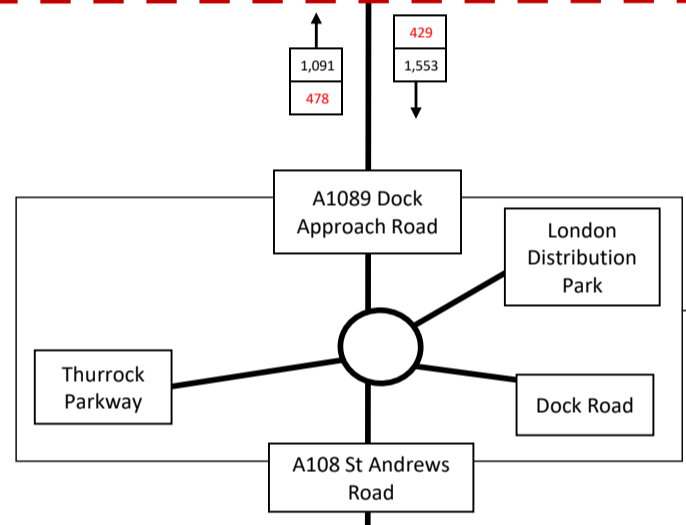 429
1,091
1,553
478
A1089 Dock
Approach Road
London
Distribution
Park
Thurrock
Parkway
Dock Road
A108 St Andrews
Road